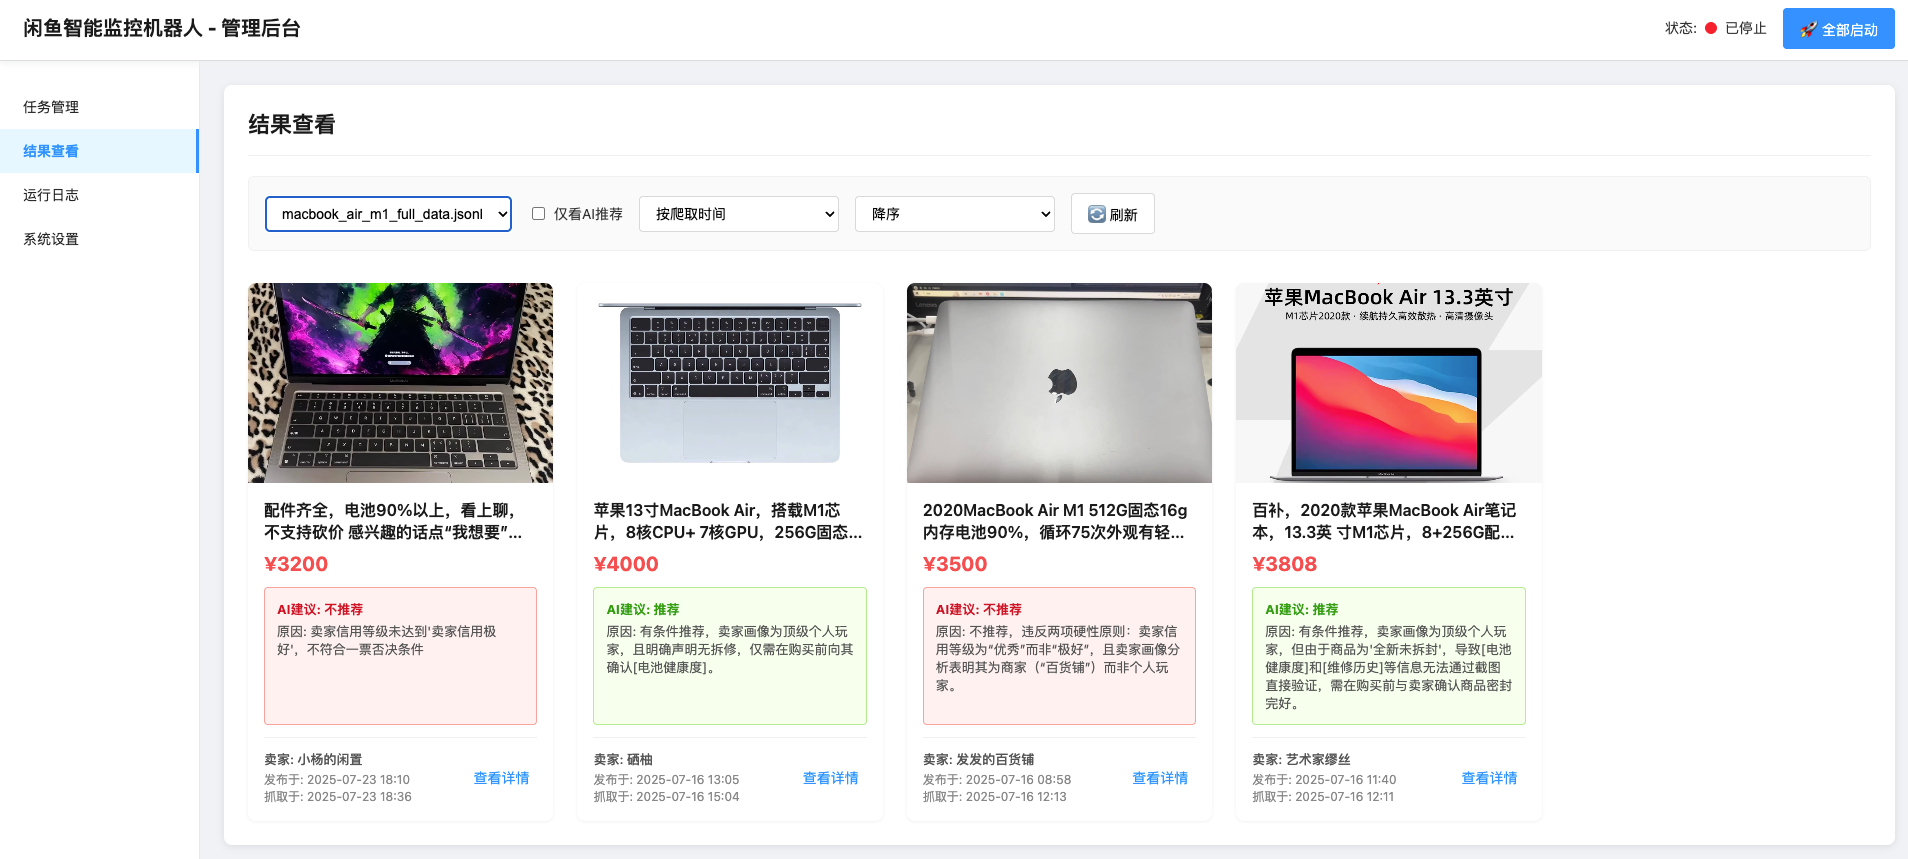 闲鱼智能监控机器人 - 管理后台
状态: 已停止
🚀 全部启动
任务管理
结果查看
运行日志
系统设置
结果查看
macbook_air_m1_full_data.jsonl
仅看AI推荐
按爬取时间
降序
刷新
配件齐全，电池90%以上，看上聊，
不支持砍价 感兴趣的话点“我想要”...
¥3200
AI建议: 不推荐
原因: 卖家信用等级未达到'卖家信用极
好'，不符合一票否决条件
卖家: 小杨的闲置
发布于: 2025-07-23 18:10
抓取于: 2025-07-23 18:36
查看详情
苹果13寸MacBook Air，搭载M1芯
片，8核CPU+ 7核GPU，256G固态...
¥4000
AI建议: 推荐
原因: 有条件推荐，卖家画像为顶级个人玩
家，且明确声明无拆修，仅需在购买前向其
确认[电池健康度]。
卖家: 硒柚
发布于: 2025-07-16 13:05
抓取于: 2025-07-16 15:04
查看详情
2020MacBook Air M1 512G固态16g
内存电池90%，循环75次外观有轻...
¥3500
AI建议: 不推荐
原因: 不推荐，违反两项硬性原则：卖家信
用等级为“优秀”而非“极好”，且卖家画像分
析表明其为商家（“百货铺”）而非个人玩
家。
卖家: 发发的百货铺
发布于: 2025-07-16 08:58
抓取于: 2025-07-16 12:13
查看详情
苹果MacBook Air 13.3英寸
M1芯片2020款 · 续航持久高效散热 · 高清摄像头
百补，2020款苹果MacBook Air笔记
本，13.3英 寸M1芯片，8+256G配...
¥3808
AI建议: 推荐
原因: 有条件推荐，卖家画像为顶级个人玩
家，但由于商品为'全新未拆封'，导致[电池
健康度]和[维修历史]等信息无法通过截图
直接验证，需在购买前与卖家确认商品密封
完好。
卖家: 艺术家缪丝
发布于: 2025-07-16 11:40
抓取于: 2025-07-16 12:11
查看详情